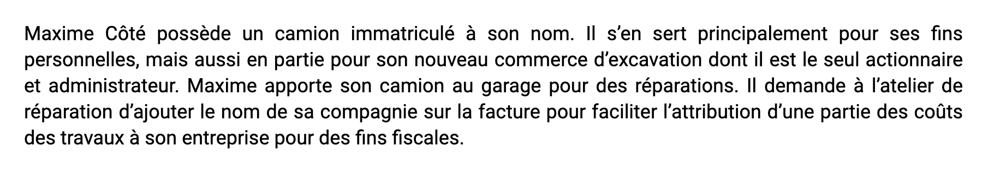 Maxime Côté possède un camion immatriculé à son nom. Il s’en sert principalement pour ses fins
personnelles, mais aussi en partie pour son nouveau commerce d’excavation dont il est le seul actionnaire
et administrateur. Maxime apporte son camion au garage pour des réparations. Il demande à l’atelier de
réparation d’ajouter le nom de sa compagnie sur la facture pour faciliter l’attribution d’une partie des coûts
des travaux à son entreprise pour des fins fiscales.